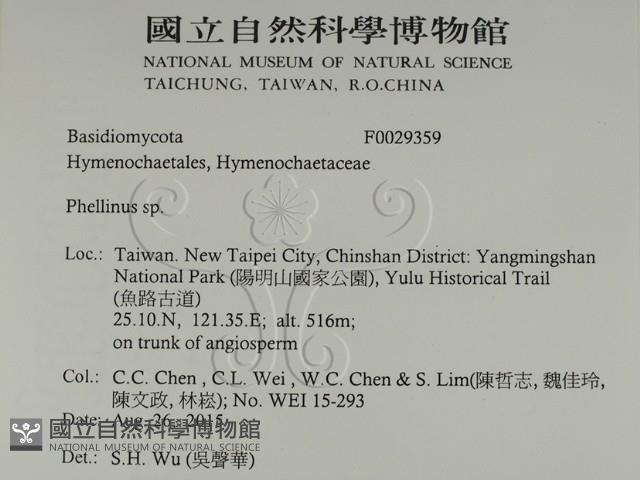 國立自然科學博物館
NATIONAL MUSEUM OF NATURAL SCIENCE
TAICHUNG, TAIWAN, R.O.CHINA
Basidiomycota F0029359
Hymenochaetales, Hymenochaetaceae
Phellinus sp.
Loc.: Taiwan. New Taipei City, Chinshan District: Yangmingshan
National Park (陽明山國家公園), Yulu Historical Trail
(魚路古道)
25.10.N, 121.35.E; alt. 516m;
on trunk of angiosperm
Col.: C.C. Chen , C.L. Wei , W.C. Chen & S. Lim(陳哲志, 魏佳玲,
陳文政, 林崧); No. WEI 15-293
Date: Aug-26, 2015
國立自然科學博物館
NATIONAL MUSEUM OF NATURAL SCIENCE
Det.: S.H. Wu (吳聲華)